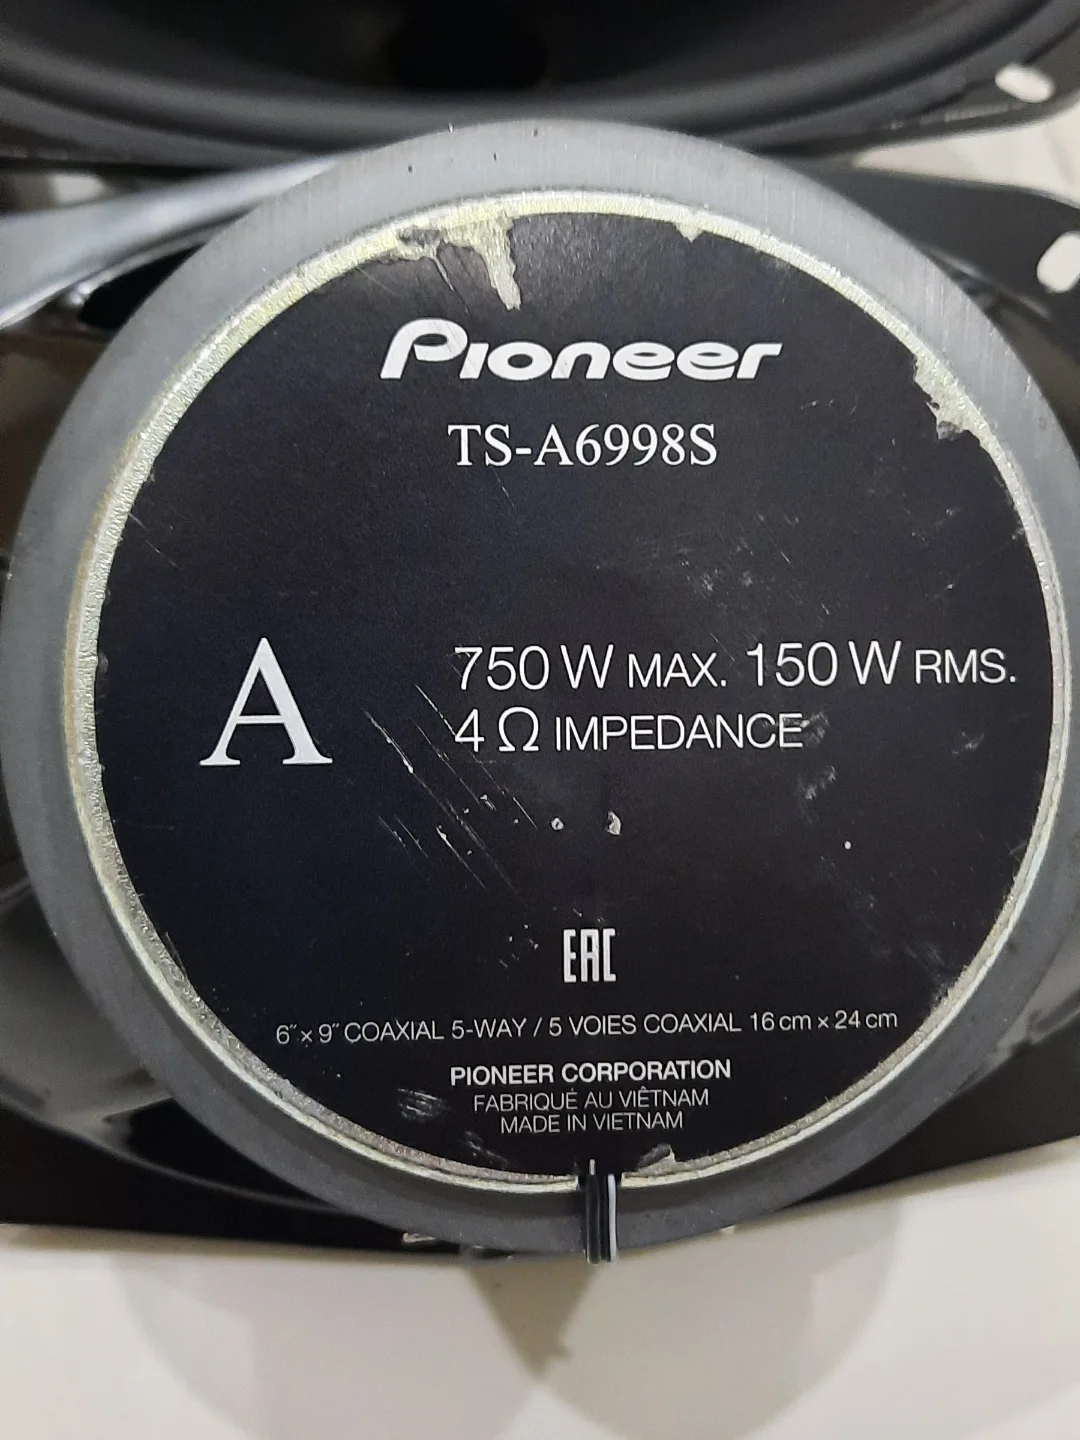 Pioneer
TS-A6998S
A
750 W MAX. 150 W RMS.
4 Ω IMPEDANCE
EAC
6" x 9" COAXIAL 5-WAY / 5 VOIES COAXIAL 16 cm x 24 cm
PIONEER CORPORATION
FABRIQUÉ AU VIÊTNAM
MADE IN VIETNAM